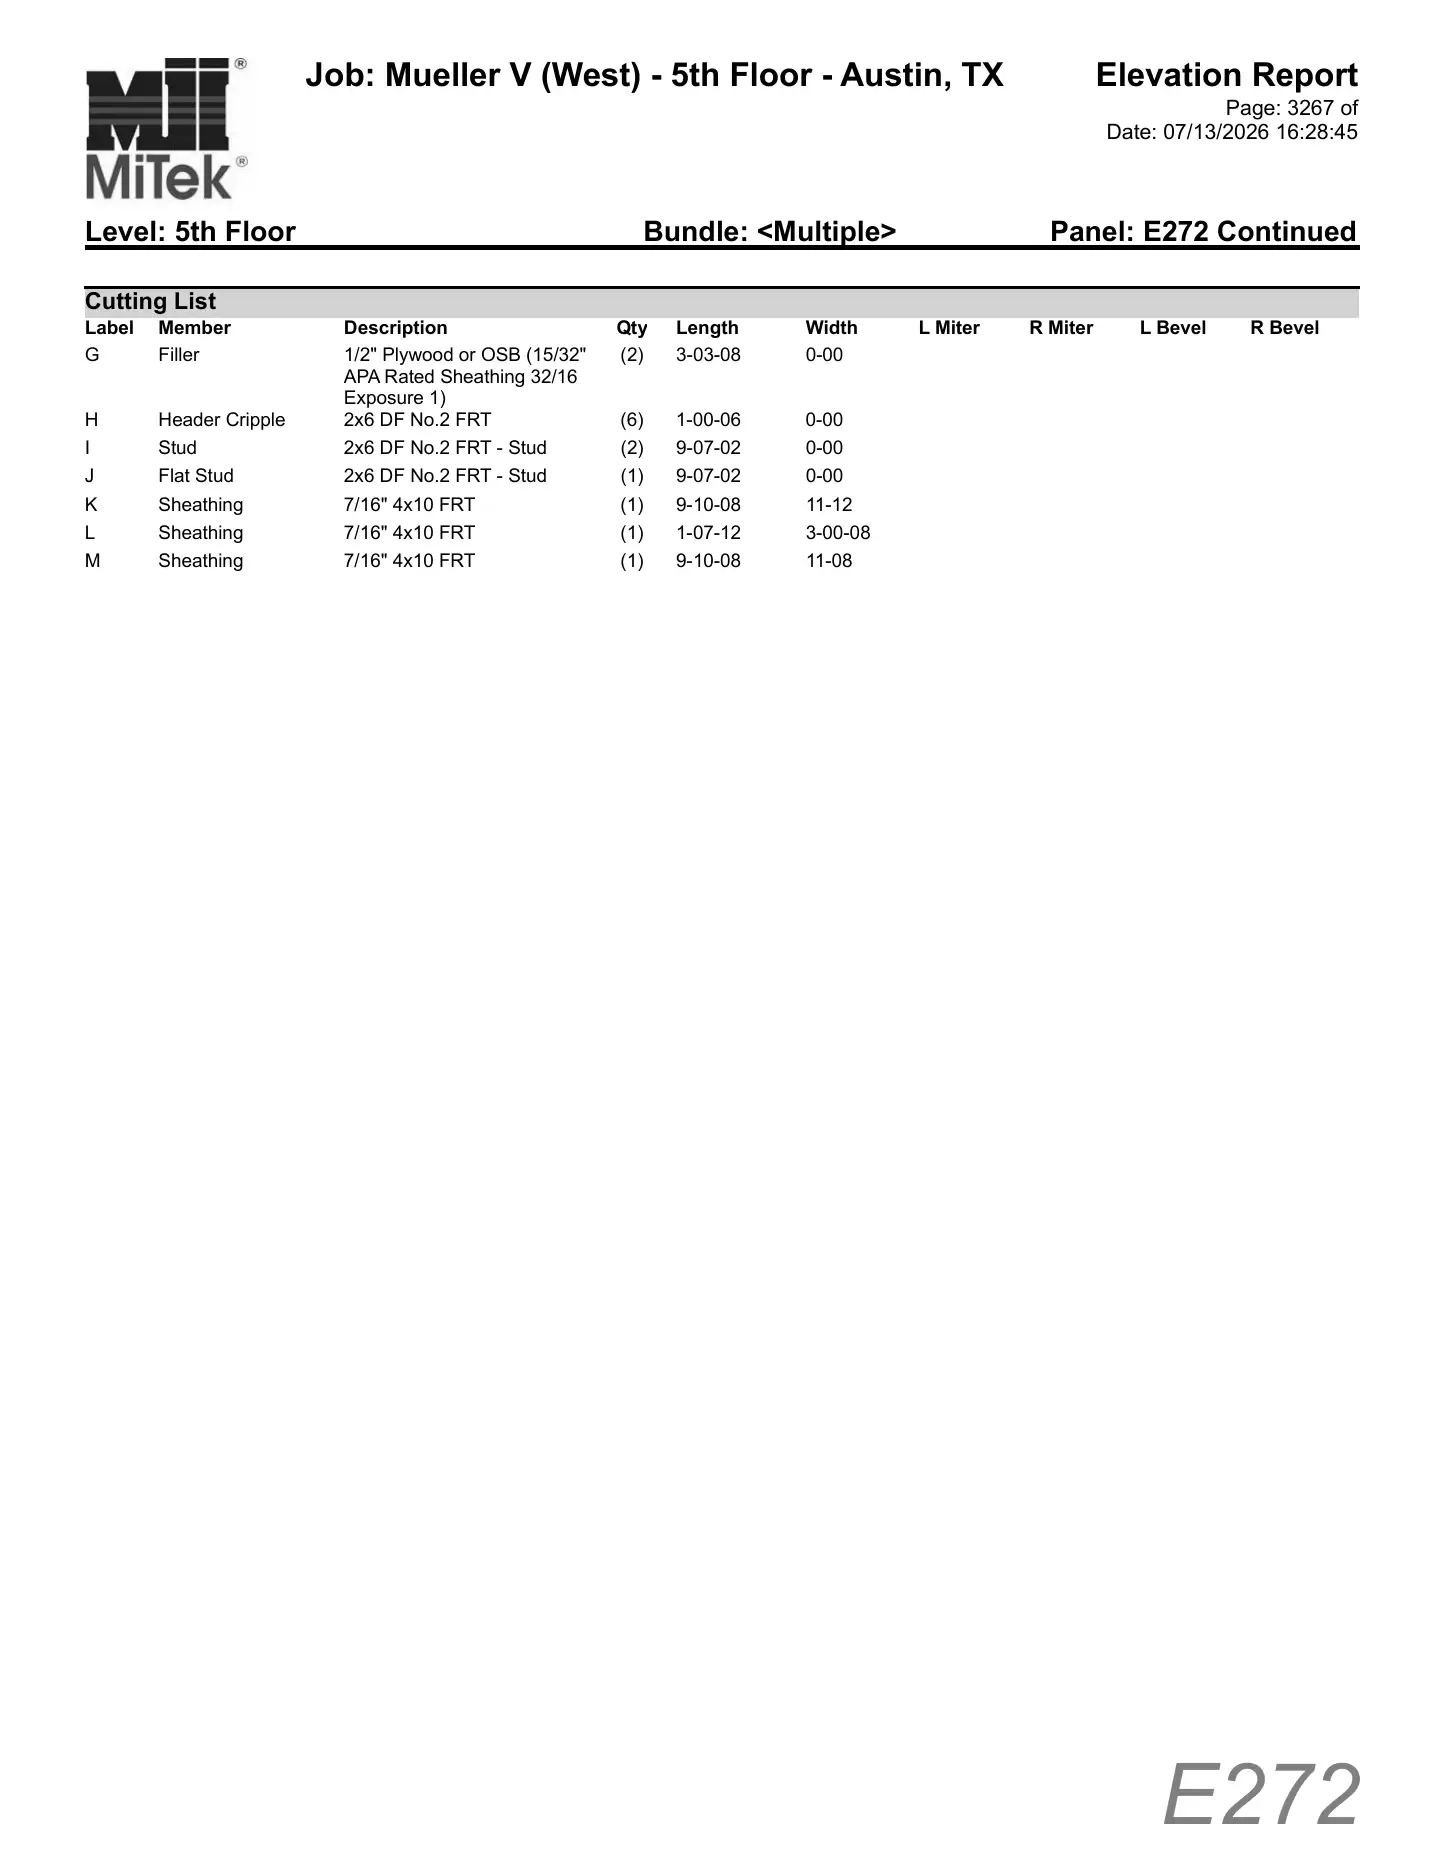 MiTek®
Job: Mueller V (West) - 5th Floor - Austin, TX
Elevation Report
Page: 3267 of
Date: 07/13/2026 16:28:45
Level: 5th Floor Bundle: <Multiple> Panel: E272 Continued
Cutting List
Label Member Description Qty Length Width L Miter R Miter L Bevel R Bevel
G Filler 1/2" Plywood or OSB (15/32" (2) 3-03-08 0-00
APA Rated Sheathing 32/16
Exposure 1)
H Header Cripple 2x6 DF No.2 FRT (6) 1-00-06 0-00
I Stud 2x6 DF No.2 FRT - Stud (2) 9-07-02 0-00
J Flat Stud 2x6 DF No.2 FRT - Stud (1) 9-07-02 0-00
K Sheathing 7/16" 4x10 FRT (1) 9-10-08 11-12
L Sheathing 7/16" 4x10 FRT (1) 1-07-12 3-00-08
M Sheathing 7/16" 4x10 FRT (1) 9-10-08 11-08
E272